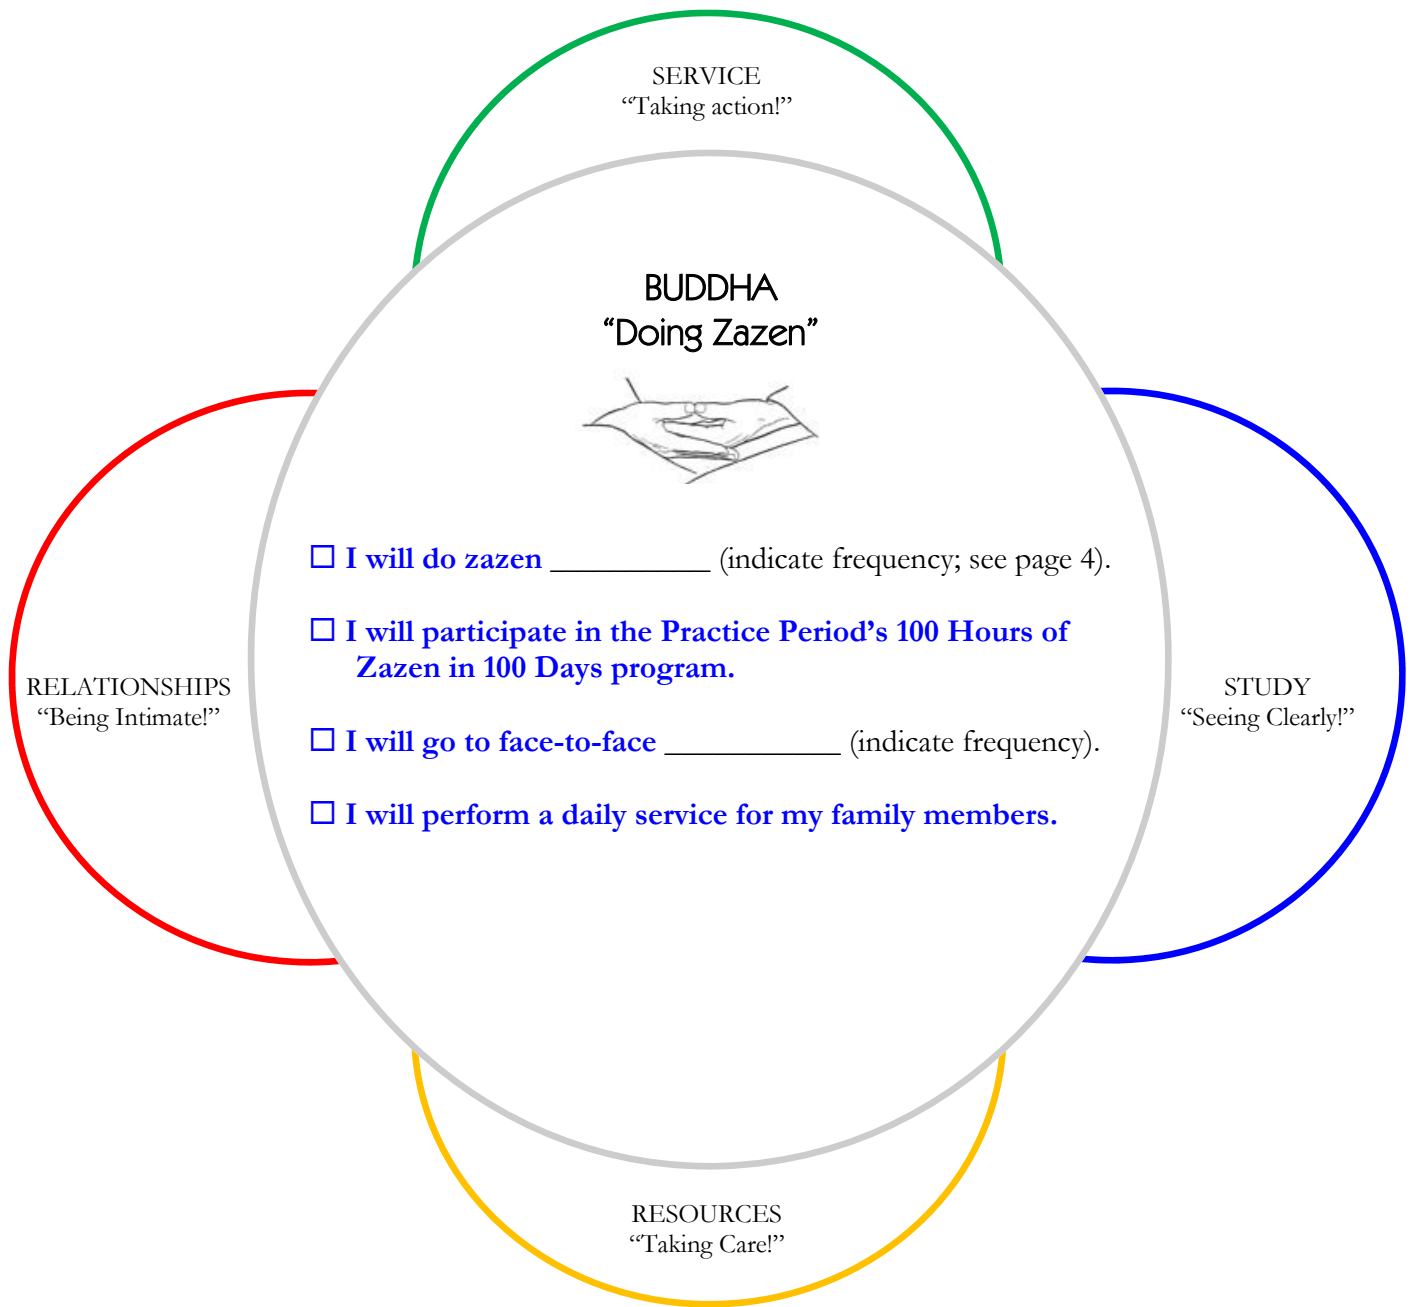 SERVICE
“Taking action!”
BUDDHA
“Doing Zazen”
☐ I will do zazen __________ (indicate frequency; see page 4).
☐ I will participate in the Practice Period’s 100 Hours of
Zazen in 100 Days program.
RELATIONSHIPS
“Being Intimate!”
STUDY
“Seeing Clearly!”
☐ I will go to face-to-face ___________ (indicate frequency).
☐ I will perform a daily service for my family members.
RESOURCES
“Taking Care!”